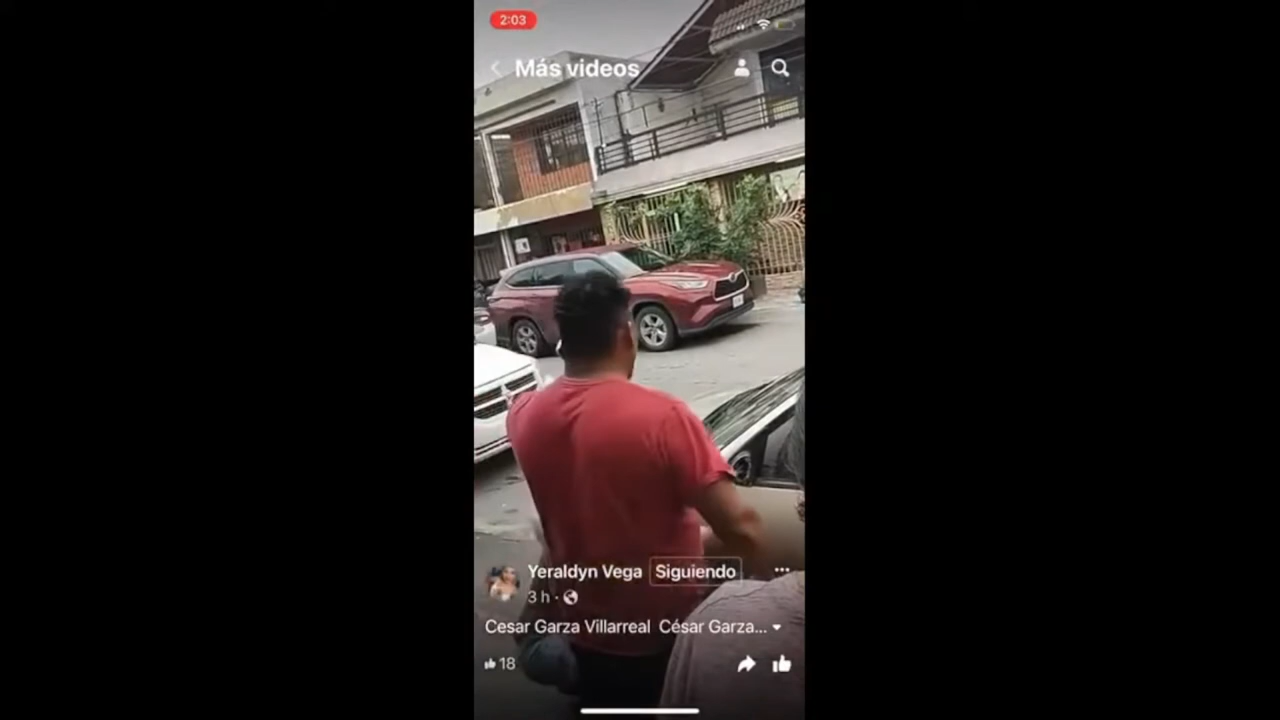 2:03
Más videos
Yeraldyn Vega Siguiendo
3 h ·
Cesar Garza Villarreal César Garza...
18